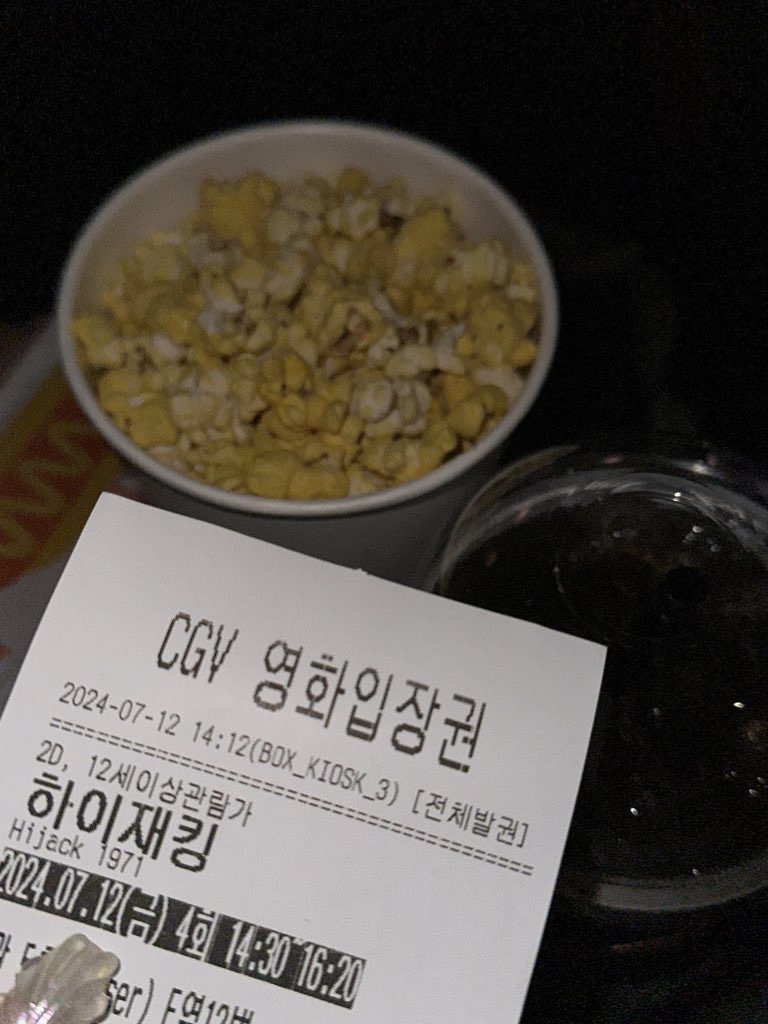 CGV 영화입장권
2024-07-12 14:12(BOX_KIOSK_3) [전체발권]
2D, 12세이상관람가
하이재킹
Hijack 1971
2024.07.12(금) 4회 14:30~16:20
ser) F열12번